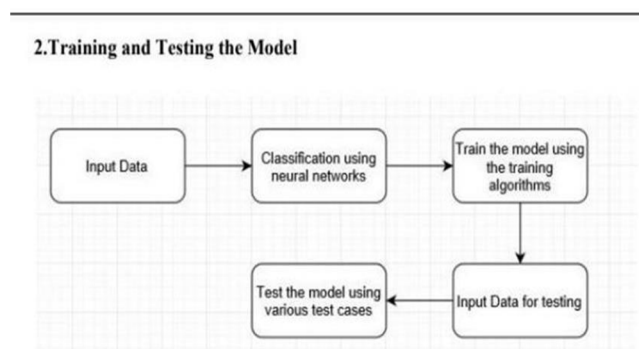 2.Training and Testing the Model
Input Data
Classification using
neural networks
Train the model using
the training
algorithms
Input Data for testing
Test the model using
various test cases